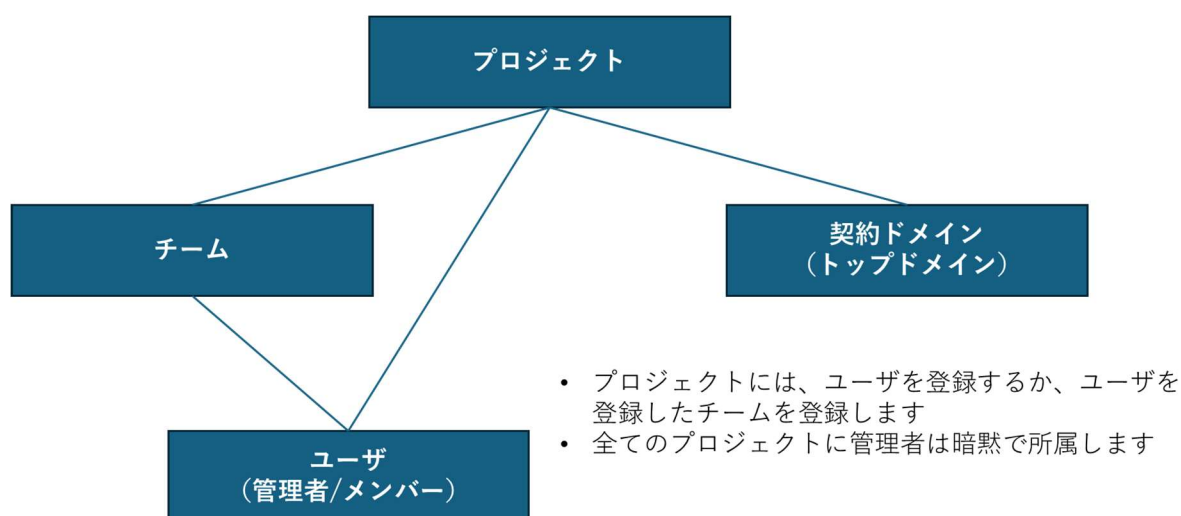 プロジェクト
チーム
契約ドメイン
（トップドメイン）
ユーザ
（管理者/メンバー）
• プロジェクトには、ユーザを登録するか、ユーザを
登録したチームを登録します
• 全てのプロジェクトに管理者は暗黙で所属します